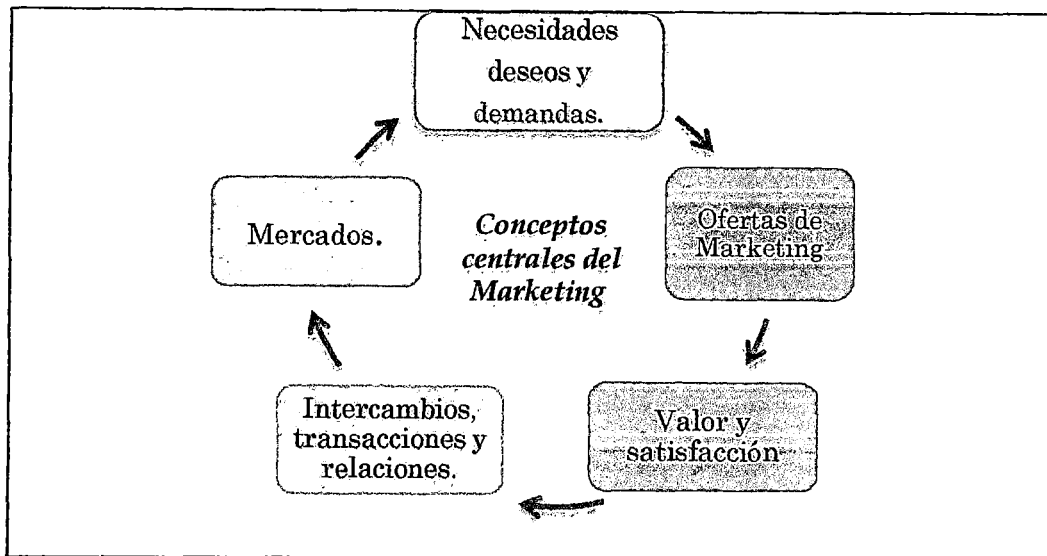 Necesidades
deseos y
demandas.
Ofertas de
Marketing
Valor y
satisfacción
Intercambios,
transacciones y
relaciones.
Mercados.
Conceptos
centrales del
Marketing